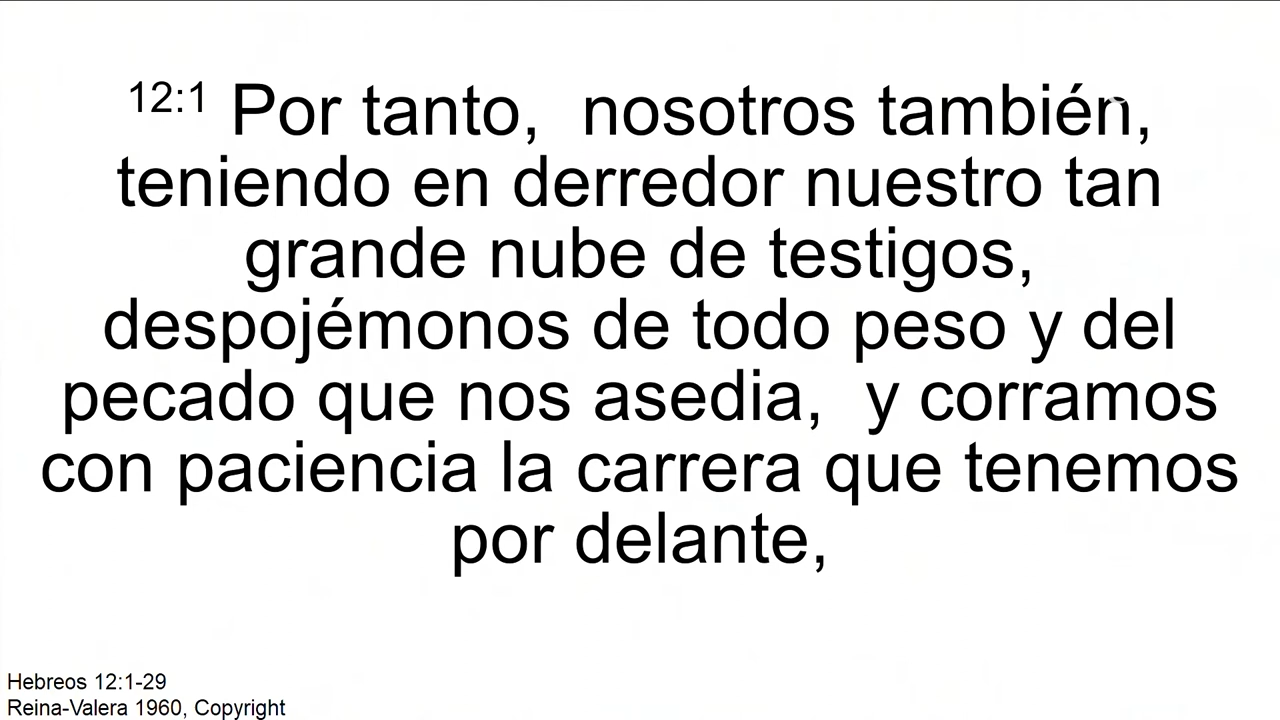 12:1 Por tanto,  nosotros también,
teniendo en derredor nuestro tan
grande nube de testigos,
despojémonos de todo peso y del
pecado que nos asedia,  y corramos
con paciencia la carrera que tenemos
por delante,
Hebreos 12:1-29
Reina-Valera 1960, Copyright